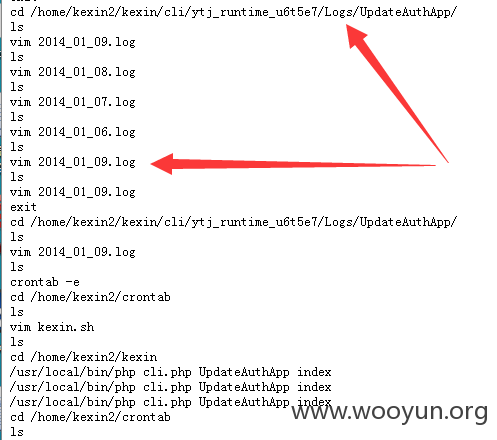 cd /home/kexin2/kexin/cli/ytj_runtime_u6t5e7/Logs/UpdateAuthApp/
ls
vim 2014_01_09.log
ls
vim 2014_01_08.log
ls
vim 2014_01_07.log
ls
vim 2014_01_06.log
ls
vim 2014_01_09.log
ls
vim 2014_01_09.log
exit
cd /home/kexin2/kexin/cli/ytj_runtime_u6t5e7/Logs/UpdateAuthApp/
ls
vim 2014_01_09.log
ls
crontab -e
cd /home/kexin2/crontab
ls
vim kexin.sh
ls
cd /home/kexin2/kexin
/usr/local/bin/php cli.php UpdateAuthApp index
/usr/local/bin/php cli.php UpdateAuthApp index
/usr/local/bin/php cli.php UpdateAuthApp index
cd /home/kexin2/crontab
ls
www.wooyun.org